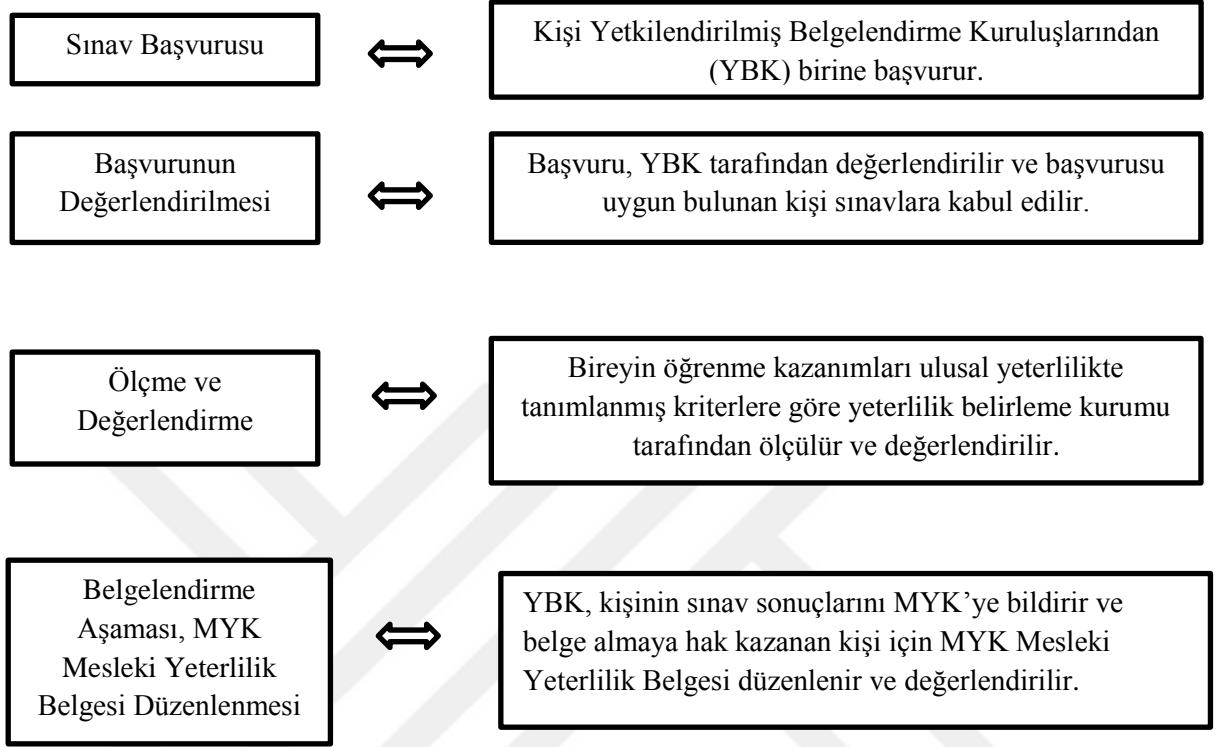 Sınav Başvurusu
Kişi Yetkilendirilmiş Belgelendirme Kuruluşlarından
(YBK) birine başvurur.
Başvurunun
Değerlendirilmesi
Başvuru, YBK tarafından değerlendirilir ve başvurusu
uygun bulunan kişi sınavlara kabul edilir.
Ölçme ve
Değerlendirme
Bireyin öğrenme kazanımları ulusal yeterlilikte
tanımlanmış kriterlere göre yeterlilik belirleme kurumu
tarafından ölçülür ve değerlendirilir.
Belgelendirme
Aşaması, MYK
Mesleki Yeterlilik
Belgesi Düzenlenmesi
YBK, kişinin sınav sonuçlarını MYK’ye bildirir ve
belge almaya hak kazanan kişi için MYK Mesleki
Yeterlilik Belgesi düzenlenir ve değerlendirilir.